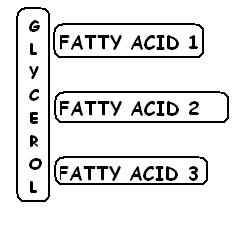 GLYCEROL
FATTY ACID 1
FATTY ACID 2
FATTY ACID 3